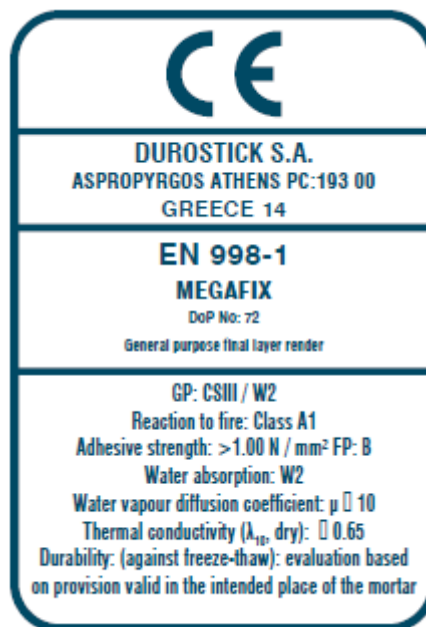 CE
DUROSTICK S.A.
ASPROPYRGOS ATHENS PC:193 00
GREECE 14
EN 998-1
MEGAFIX
DoP No: 72
General purpose final layer render
GP: CSIII / W2
Reaction to fire: Class A1
Adhesive strength: >1.00 N / mm² FP: B
Water absorption: W2
Water vapour diffusion coefficient: μ 􏰀 10
Thermal conductivity (λ₁₀, dry): 􏰀 0.65
Durability: (against freeze-thaw): evaluation based
on provision valid in the intended place of the mortar